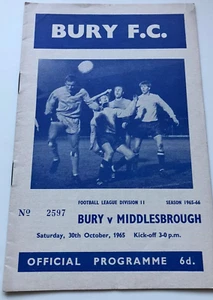 BURY F.C.
FOOTBALL LEAGUE DIVISION 11 SEASON 1965-66
Nº 2597
BURY v MIDDLESBROUGH
Saturday, 30th October, 1965 Kick-off 3-0 p.m.
OFFICIAL PROGRAMME 6d.